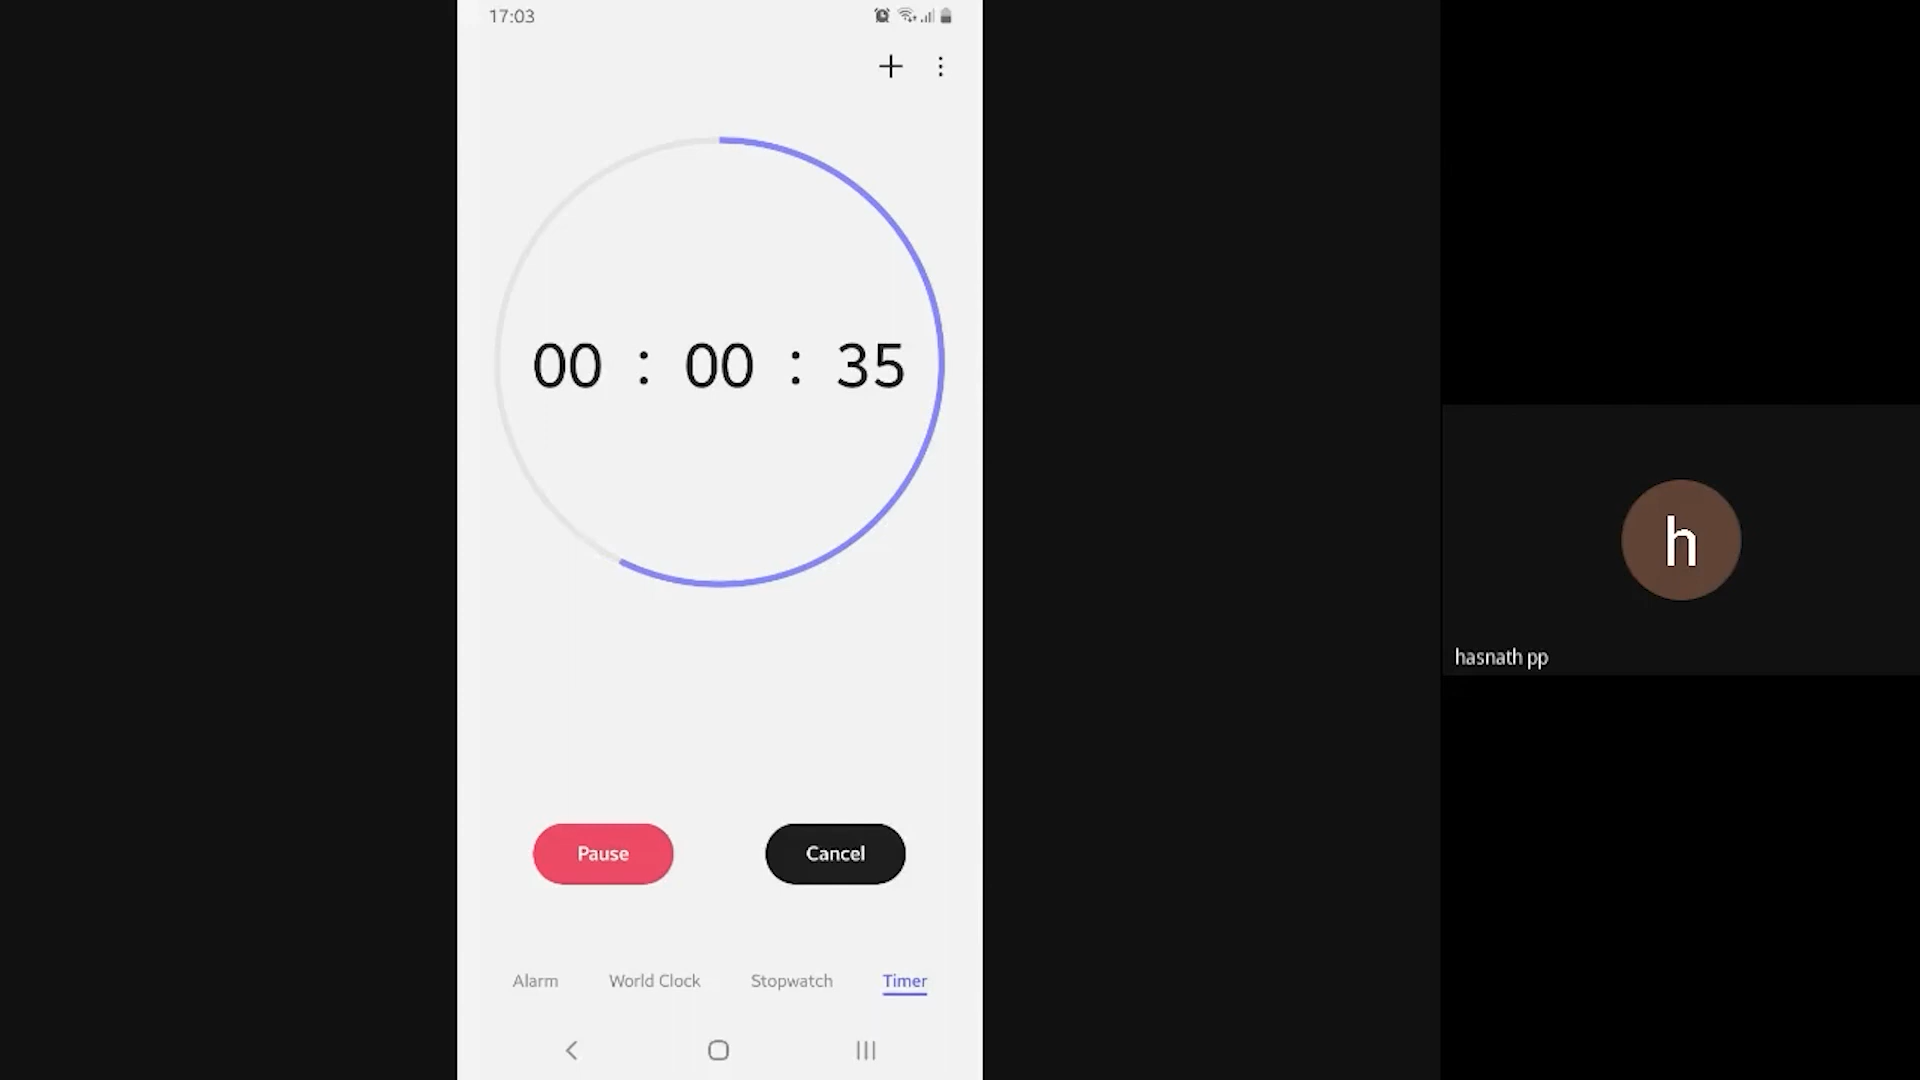 17:03
00 : 00 : 35
Pause Cancel
Alarm World Clock Stopwatch Timer
h
hasnath pp